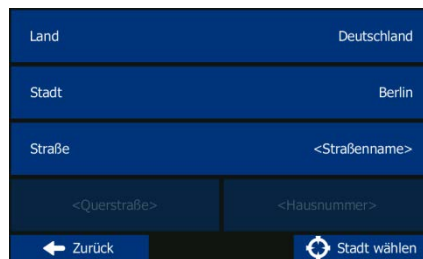 Land Deutschland
Stadt Berlin
Straße <Straßenname>
<Querstraße> <Hausnummer>
Zurück Stadt wählen